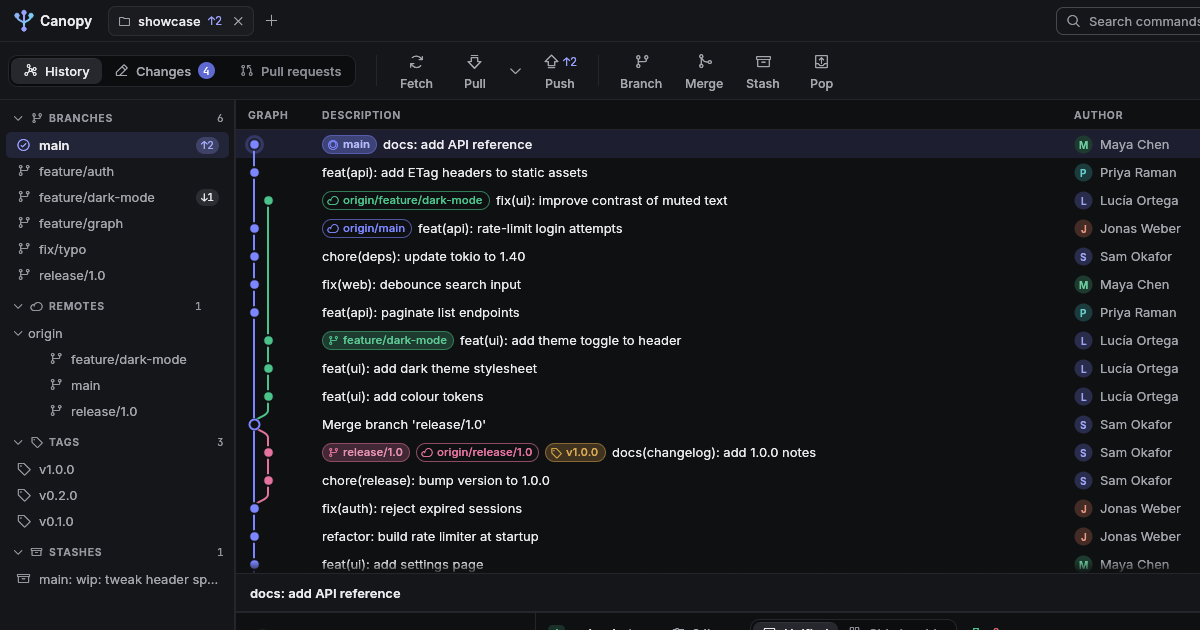 Canopy showcase ↑2
Search commands
History Changes 4 Pull requests
Fetch Pull ↑2 Push Branch Merge Stash Pop
BRANCHES 6
main ↑2
feature/auth
feature/dark-mode ↓1
feature/graph
fix/typo
release/1.0
REMOTES 1
origin
feature/dark-mode
main
release/1.0
TAGS 3
v1.0.0
v0.2.0
v0.1.0
STASHES 1
main: wip: tweak header sp...
GRAPH DESCRIPTION AUTHOR
main docs: add API reference M Maya Chen
feat(api): add ETag headers to static assets P Priya Raman
origin/feature/dark-mode fix(ui): improve contrast of muted text L Lucía Ortega
origin/main feat(api): rate-limit login attempts J Jonas Weber
chore(deps): update tokio to 1.40 S Sam Okafor
fix(web): debounce search input M Maya Chen
feat(api): paginate list endpoints P Priya Raman
feature/dark-mode feat(ui): add theme toggle to header L Lucía Ortega
feat(ui): add dark theme stylesheet L Lucía Ortega
feat(ui): add colour tokens L Lucía Ortega
Merge branch 'release/1.0' S Sam Okafor
release/1.0 origin/release/1.0 v1.0.0 docs(changelog): add 1.0.0 notes S Sam Okafor
chore(release): bump version to 1.0.0 S Sam Okafor
fix(auth): reject expired sessions J Jonas Weber
refactor: build rate limiter at startup J Jonas Weber
feat(ui): add settings page M Maya Chen
docs: add API reference